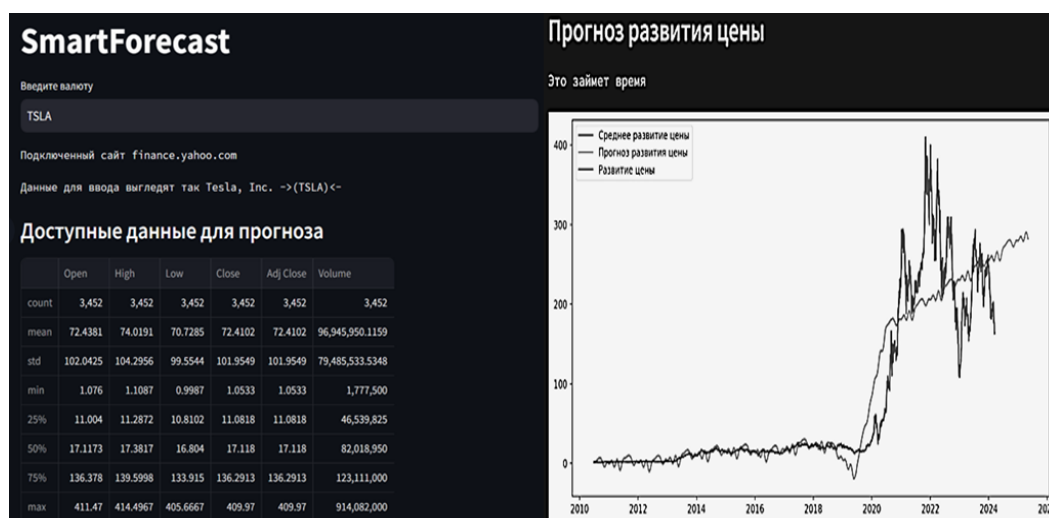 SmartForecast
Введите валюту
TSLA
Подключенный сайт finance.yahoo.com
Данные для ввода выгледят так Tesla, Inc. ->(TSLA)<-
Доступные данные для прогноза
Open High Low Close Adj Close Volume
count 3,452 3,452 3,452 3,452 3,452 3,452
mean 72.4381 74.0191 70.7285 72.4102 72.4102 96,945,950.1159
std 102.0425 104.2956 99.5544 101.9549 101.9549 79,485,533.5348
min 1.076 1.1087 0.9987 1.0533 1.0533 1,777,500
25% 11.004 11.2872 10.8102 11.0818 11.0818 46,539,825
50% 17.1173 17.3817 16.804 17.118 17.118 82,018,950
75% 136.378 139.5998 133.915 136.2913 136.2913 123,111,000
max 411.47 414.4967 405.6667 409.97 409.97 914,082,000
Прогноз развития цены
Это займет время
Среднее развитие цены
Прогноз развития цены
Развитие цены
400
300
200
100
0
2010 2012 2014 2016 2018 2020 2022 2024